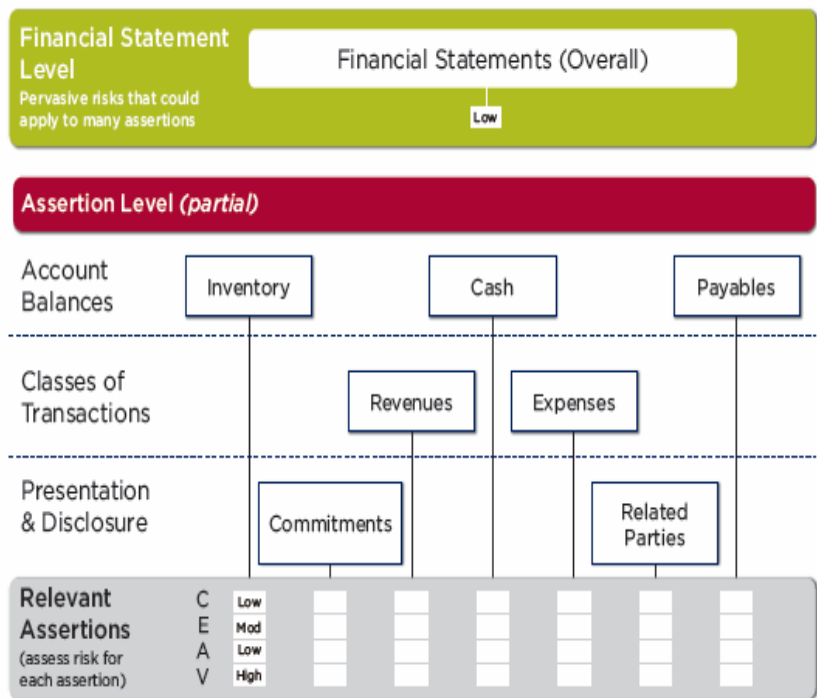 Financial Statement
Level
Pervasive risks that could
apply to many assertions
Financial Statements (Overall)
Low
Assertion Level (partial)
Account
Balances
Inventory
Cash
Payables
Classes of
Transactions
Revenues
Expenses
Presentation
& Disclosure
Commitments
Related
Parties
Relevant
Assertions
(assess risk for
each assertion)
C Low
E Mod
A Low
V High